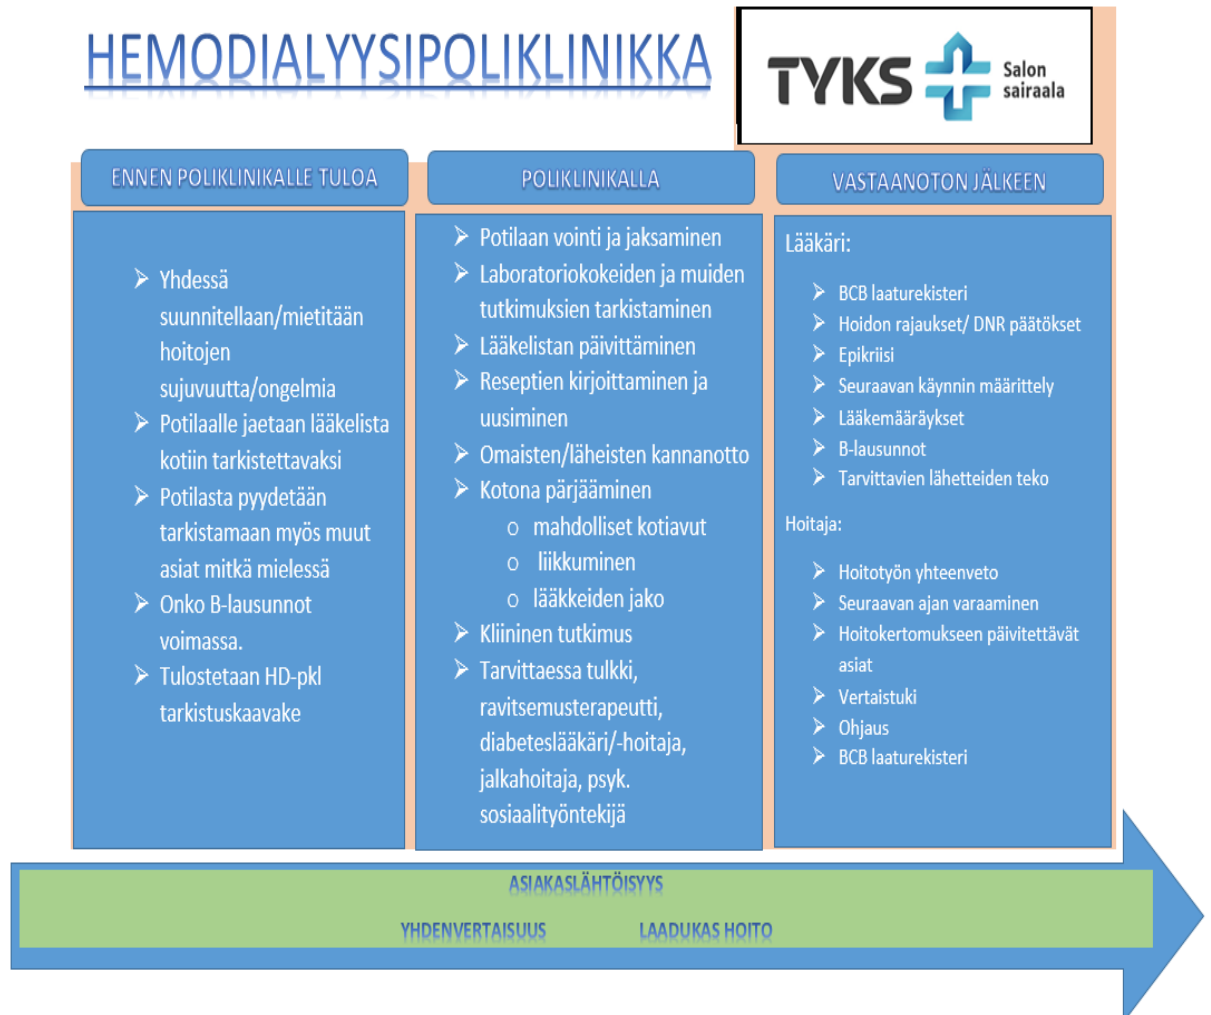 HEMODIALYYSIPOLIKLINIKKA
TYKS
Salon
sairaala
ENNEN POLIKLINIKALLE TULOA
➢ Yhdessä
suunnitellaan/mietitään
hoitojen
sujuvuutta/ongelmia
➢ Potilaalle jaetaan lääkelista
kotiin tarkistettavaksi
➢ Potilasta pyydetään
tarkistamaan myös muut
asiat mitkä mielessä
➢ Onko B-lausunnot
voimassa.
➢ Tulostetaan HD-pkl
tarkistuskaavake
POLIKLINIKALLA
➢ Potilaan vointi ja jaksaminen
➢ Laboratoriokokeiden ja muiden
tutkimuksien tarkistaminen
➢ Lääkelistan päivittäminen
➢ Reseptien kirjoittaminen ja
uusiminen
➢ Omaisten/läheisten kannanotto
➢ Kotona pärjääminen
o mahdolliset kotiavut
o liikkuminen
o lääkkeiden jako
➢ Kliininen tutkimus
➢ Tarvittaessa tulkki,
ravitsemusterapeutti,
diabeteslääkäri/-hoitaja,
jalkahoitaja, psyk.
sosiaalityöntekijä
VASTAANOTON JÄLKEEN
Lääkäri:
➢ BCB laaturekisteri
➢ Hoidon rajaukset/ DNR päätökset
➢ Epikriisi
➢ Seuraavan käynnin määrittely
➢ Lääkemääräykset
➢ B-lausunnot
➢ Tarvittavien lähetteiden teko
Hoitaja:
➢ Hoitotyön yhteenveto
➢ Seuraavan ajan varaaminen
➢ Hoitokertomukseen päivitettävät
asiat
➢ Vertaistuki
➢ Ohjaus
➢ BCB laaturekisteri
ASIAKASLÄHTÖISYYS
YHDENVERTAISUUS LAADUKAS HOITO